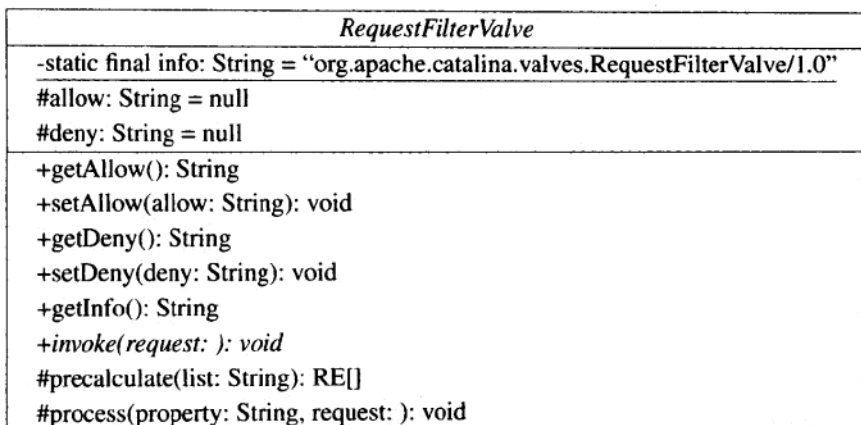 RequestFilterValve
-static final info: String = “org.apache.catalina.valves.RequestFilterValve/1.0”
#allow: String = null
#deny: String = null
+getAllow(): String
+setAllow(allow: String): void
+getDeny(): String
+setDeny(deny: String): void
+getInfo(): String
+invoke(request: ): void
#precalculate(list: String): RE[]
#process(property: String, request: ): void